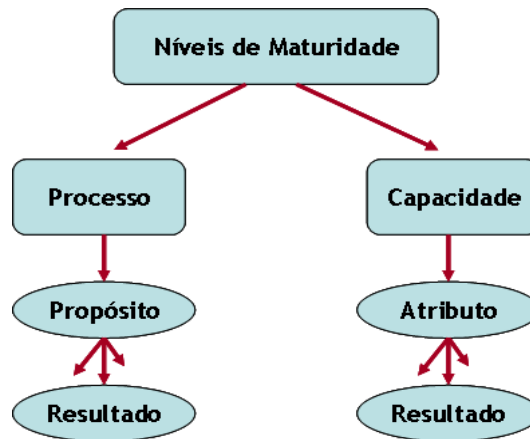 Níveis de Maturidade
Processo
Capacidade
Propósito
Atributo
Resultado
Resultado